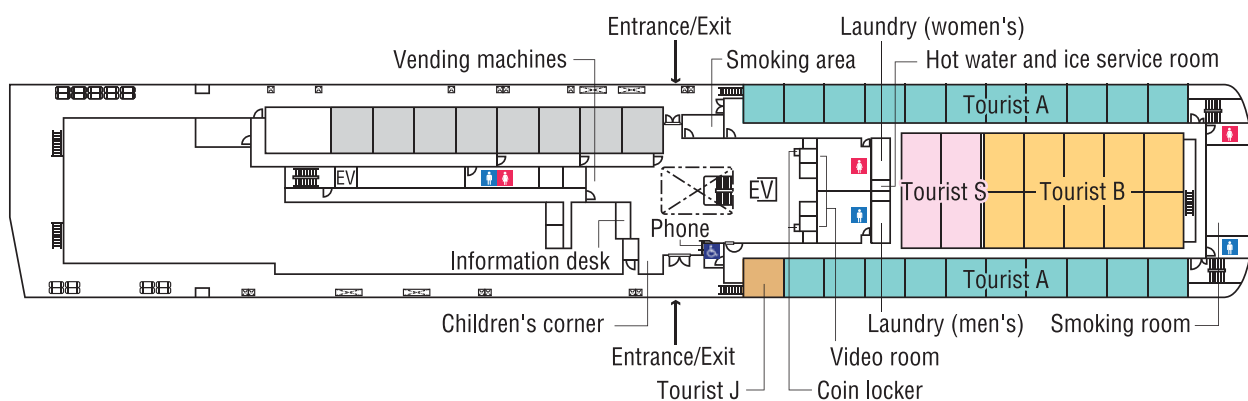 Entrance/Exit
Laundry (women's)
Vending machines
Smoking area
Hot water and ice service room
Tourist A
EV
EV
Tourist S
Tourist B
Phone
Information desk
Tourist A
Children's corner
Laundry (men's)
Smoking room
Entrance/Exit
Video room
Tourist J
Coin locker